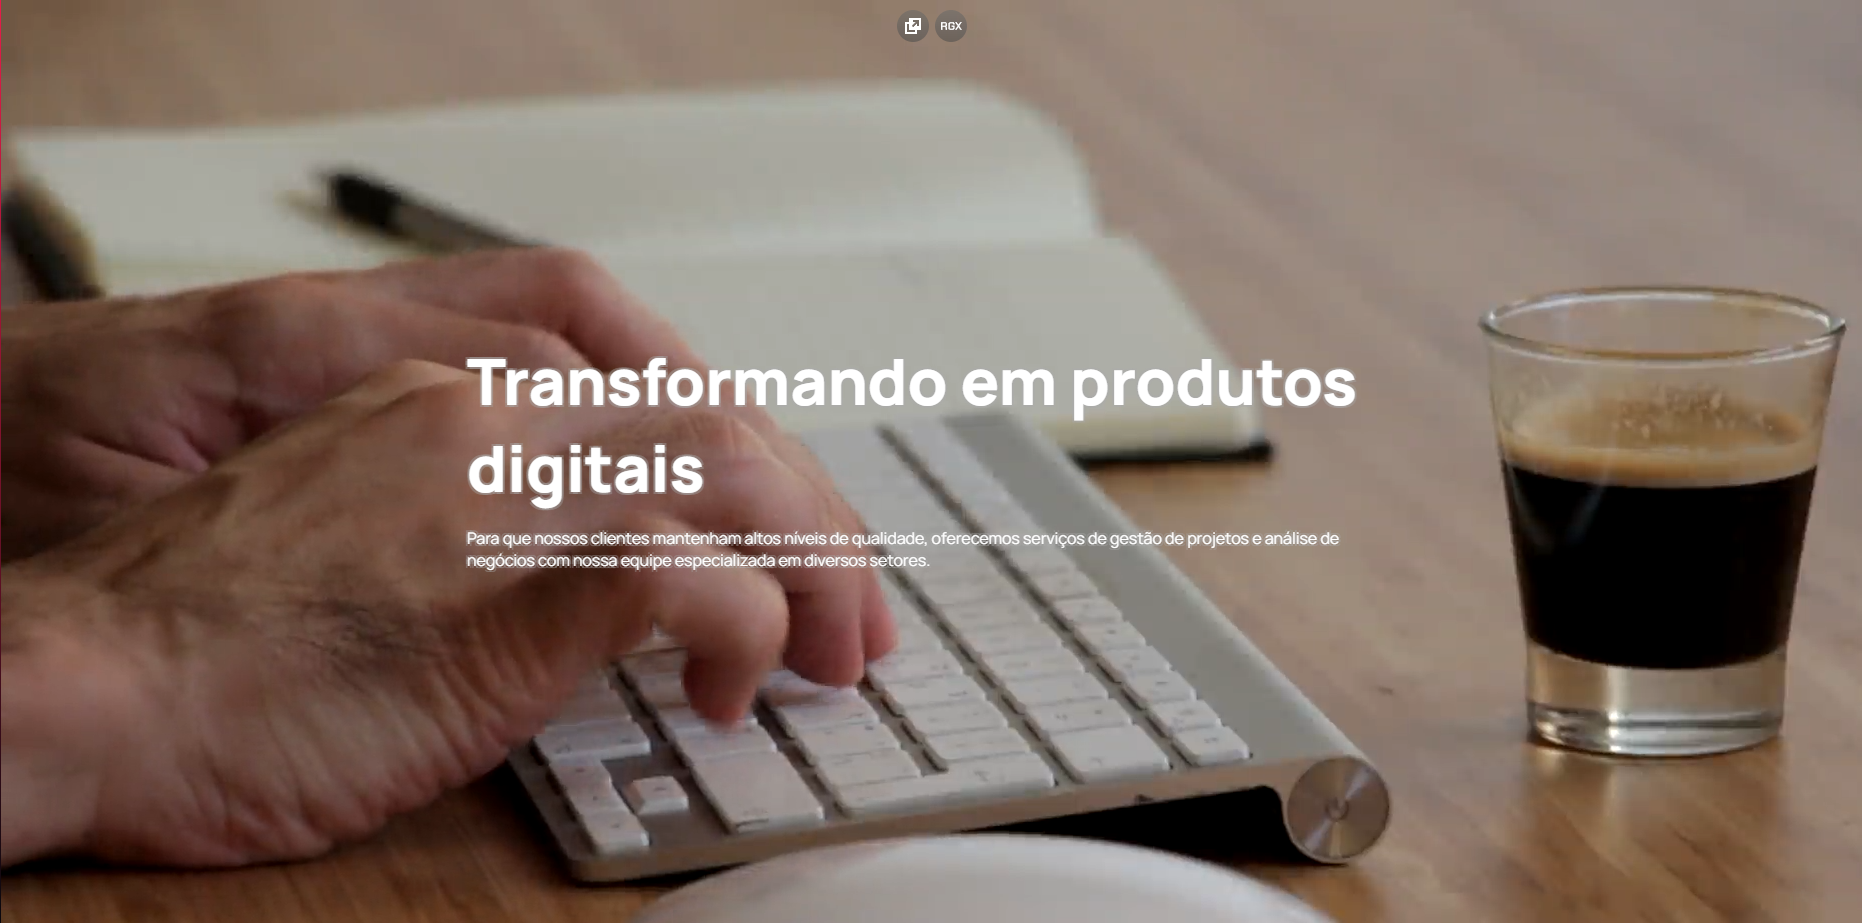 RGX
Transformando em produtos
digitais
Para que nossos clientes mantenham altos níveis de qualidade, oferecemos serviços de gestão de projetos e análise de
negócios com nossa equipe especializada em diversos setores.